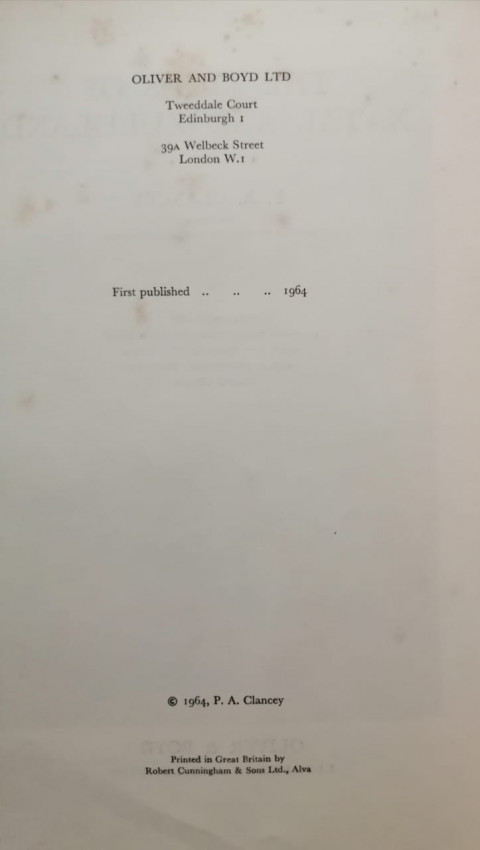 OLIVER AND BOYD LTD
Tweeddale Court
Edinburgh 1
39A Welbeck Street
London W.1
First published .. .. .. 1964
© 1964, P. A. Clancey
Printed in Great Britain by
Robert Cunningham & Sons Ltd., Alva